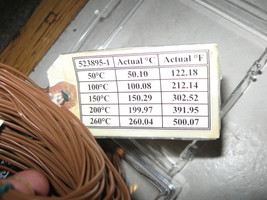 523895-1 Actual °C Actual °F
50°C 50.10 122.18
100°C 100.08 212.14
150°C 150.29 302.52
200°C 199.97 391.95
260°C 260.04 500.07